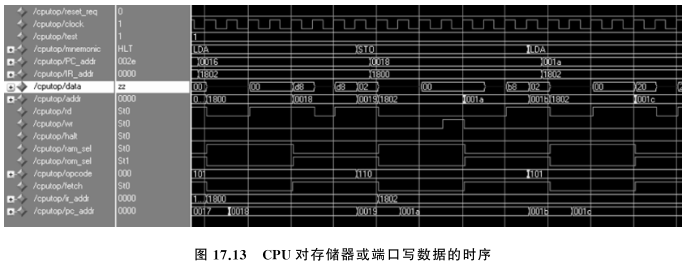 /cputop/reset_req 0
/cputop/clock 1
/cputop/test 1 1
/cputop/mnemonic HLT LDA STO LDA
/cputop/PC_addr 002e 0016 0018 001a
/cputop/IR_addr 0000 1802 1800 1802
/cputop/data zz 00 00 d8 d8 02 00 b8 02 00 20
/cputop/addr 0000 0... 1800 0018 0019 1802 001a 001b 1802 001c
/cputop/rd St0
/cputop/wr St0
/cputop/halt St0
/cputop/ram_sel St0
/cputop/rom_sel St1
/cputop/opcode 000 101 110 101
/cputop/fetch St0
/cputop/ir_addr 0000 1... 1800 1802
/cputop/pc_addr 0000 0017 0018 0019 001a 001b 001c
图 17.13 CPU 对存储器或端口写数据的时序